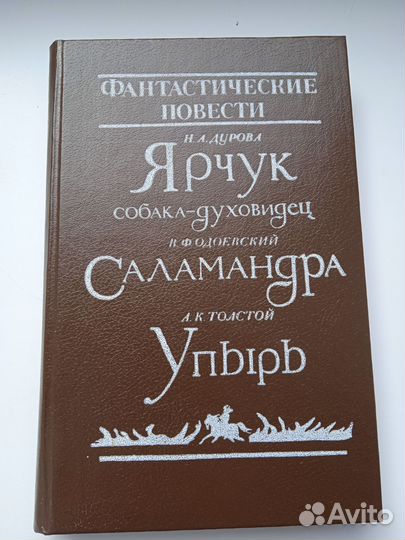 ФАНТАСТИЧЕСКИЕ
ПОВЕСТИ
Н.А.ДУРОВА
ЯРЧУК
СОБАКА-ДУХОВИДЕЦ
В.Ф.ОДОЕВСКИЙ
САЛАМАНДРА
А.К.ТОЛСТОЙ
УПЫРЬ
Avito